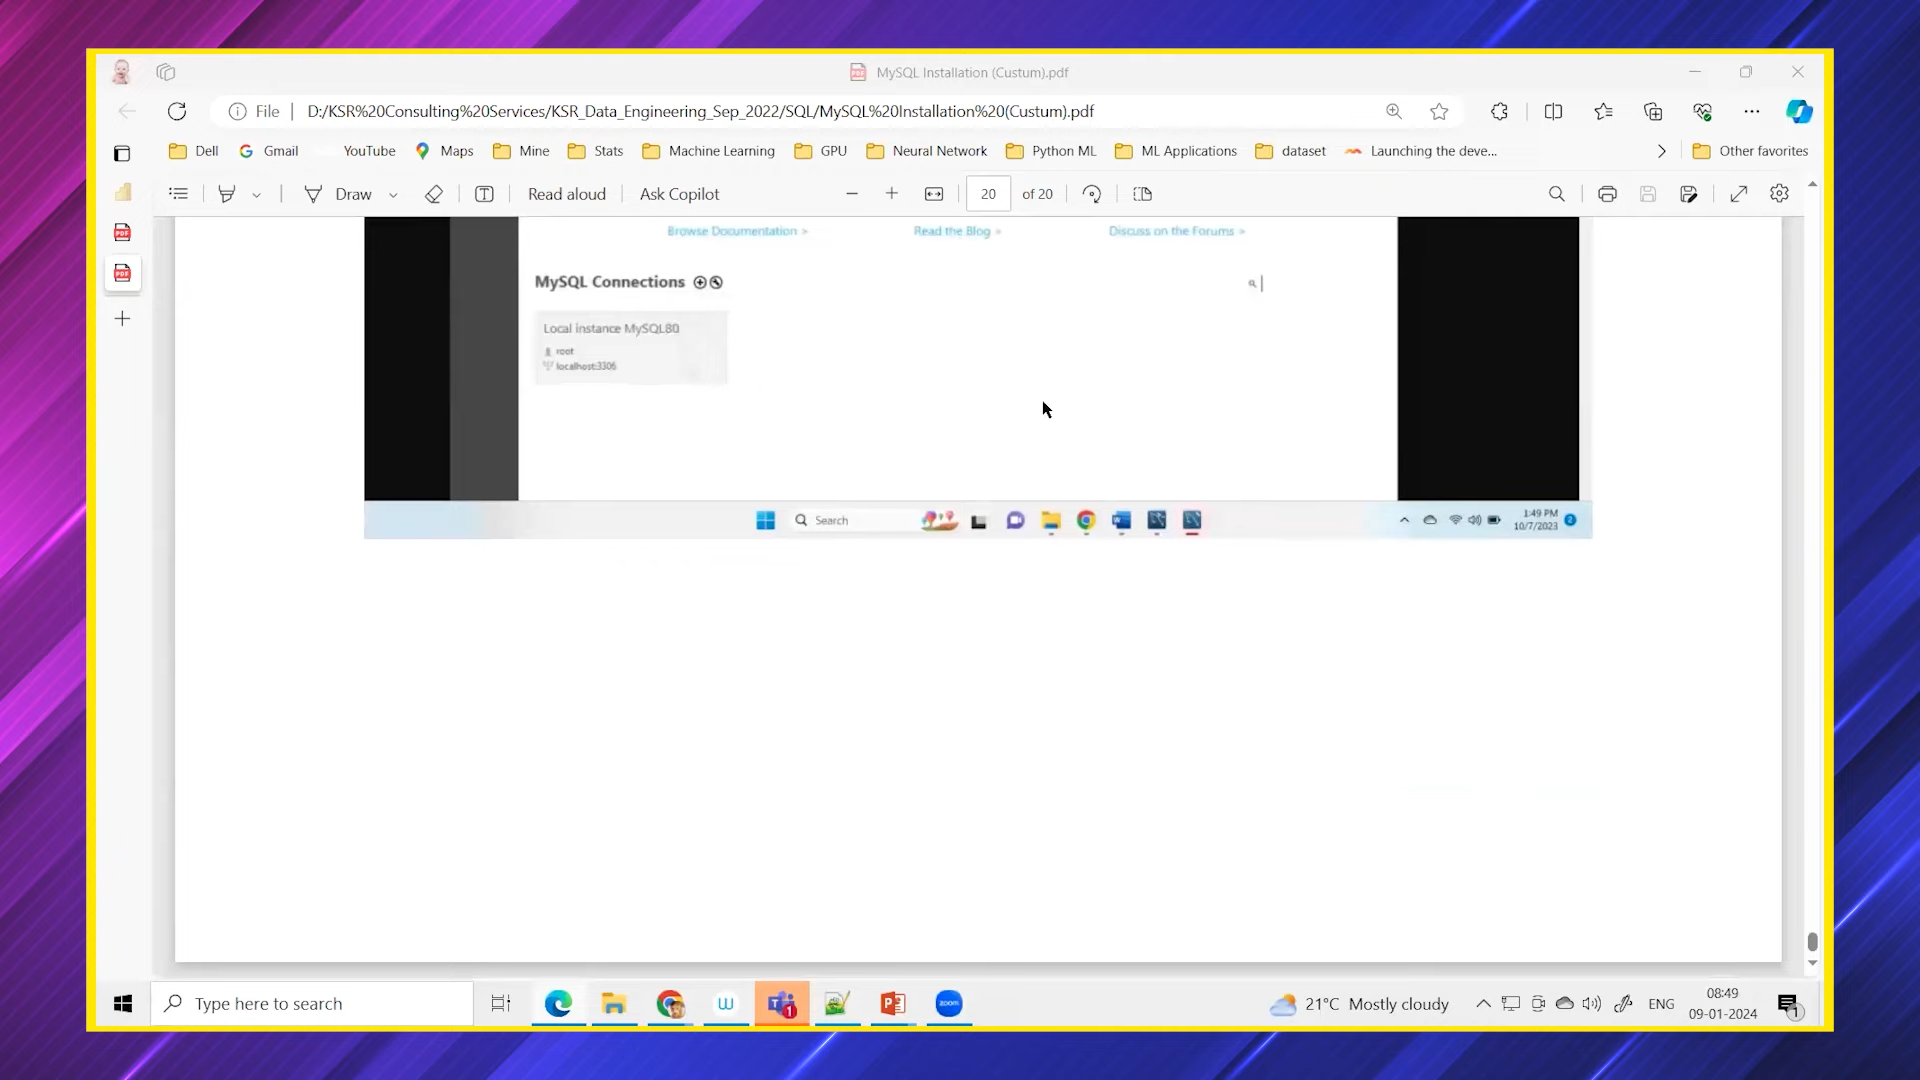 MySQL Installation (Custum).pdf
File | D:/KSR%20Consulting%20Services/KSR_Data_Engineering_Sep_2022/SQL/MySQL%20Installation%20(Custum).pdf
Dell Gmail YouTube Maps Mine Stats Machine Learning GPU Neural Network Python ML ML Applications dataset Launching the deve... Other favorites
Draw Read aloud Ask Copilot 20 of 20
Browse Documentation > Read the Blog > Discuss on the Forums >
MySQL Connections
Local instance MySQL80
root
localhost:3306
Search
1:49 PM
10/7/2023
2
Type here to search
1
zoom
21°C Mostly cloudy
ENG
08:49
09-01-2024
1